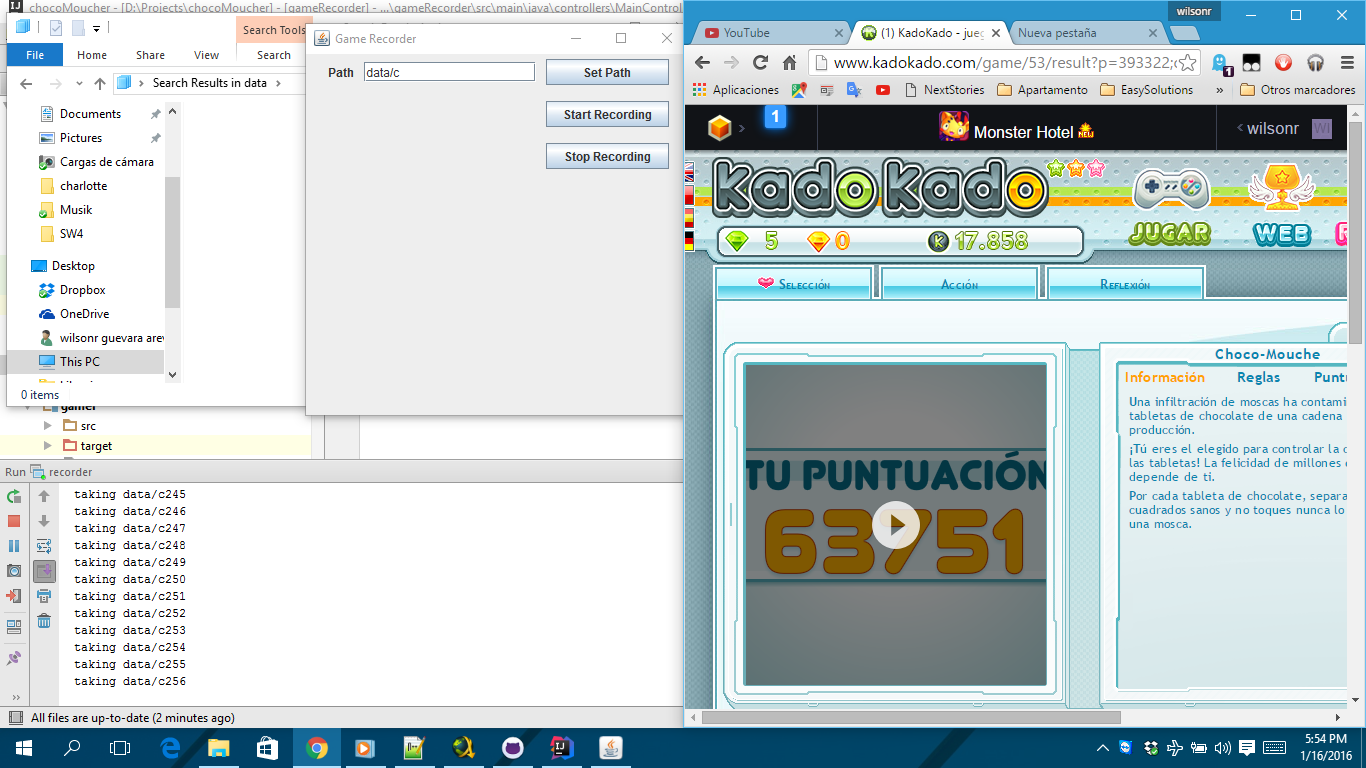 chocoMoucher - [D:\Projects\chocoMoucher] - [gameRecorder] - ...\gameRecorder\src\main\java\controllers\MainControl
Search Tools
File
Home
Share
View
Search
Search Results in data
Documents
Pictures
Cargas de cámara
charlotte
Musik
SW4
Desktop
Dropbox
OneDrive
wilsonr guevara arev
This PC
0 items
Game Recorder
Path
data/c
Set Path
Start Recording
Stop Recording
gamer
src
target
Run
recorder
taking data/c245
taking data/c246
taking data/c247
taking data/c248
taking data/c249
taking data/c250
taking data/c251
taking data/c252
taking data/c253
taking data/c254
taking data/c255
taking data/c256
All files are up-to-date (2 minutes ago)
wilsonr
YouTube
(1) KadoKado - jueg
Nueva pestaña
www.kadokado.com/game/53/result?p=393322;c
1
Aplicaciones
NextStories
Apartamento
EasySolutions
»
Otros marcadores
1
Monster Hotel NEW
wilsonr
WI
KadoKado
5
0
K 17.858
JUGAR
WEB
Selección
Acción
Reflexión
TU PUNTUACIÓN
63751
Choco-Mouche
Información
Reglas
Puntu
Una infiltración de moscas ha contami
tabletas de chocolate de una cadena
producción.
¡Tú eres el elegido para controlar la c
las tabletas! La felicidad de millones
depende de ti.
Por cada tableta de chocolate, separa
cuadrados sanos y no toques nunca lo
una mosca.
5:54 PM
1/16/2016